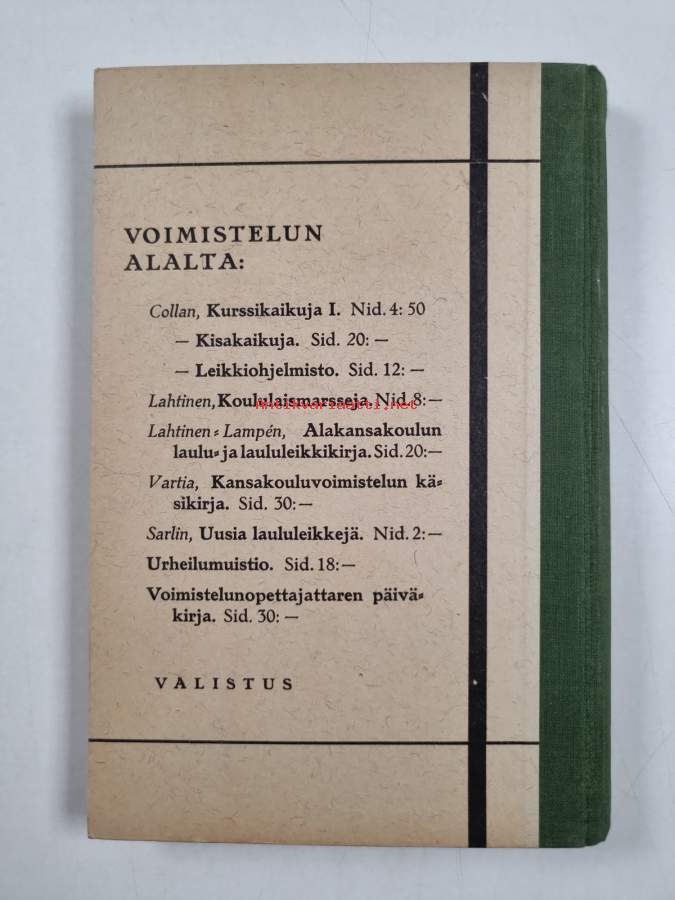 VOIMISTELUN
ALALTA:
Collan, Kurssikaikuja I. Nid. 4: 50
— Kisakaikuja. Sid. 20: —
— Leikkiohjelmisto. Sid. 12: —
Lahtinen, Koululaismarsseja. Nid. 8: —
Antikvariaatti.net
Lahtinen-Lampén, Alakansakoulun
laulu- ja laululeikkikirja. Sid. 20: —
Vartia, Kansakouluvoimistelun kä-
sikirja. Sid. 30: —
Sarlin, Uusia laululeikkejä. Nid. 2: —
Urheilumuistio. Sid. 18: —
Voimistelunopettajattaren päivä-
kirja. Sid. 30: —
VALISTUS